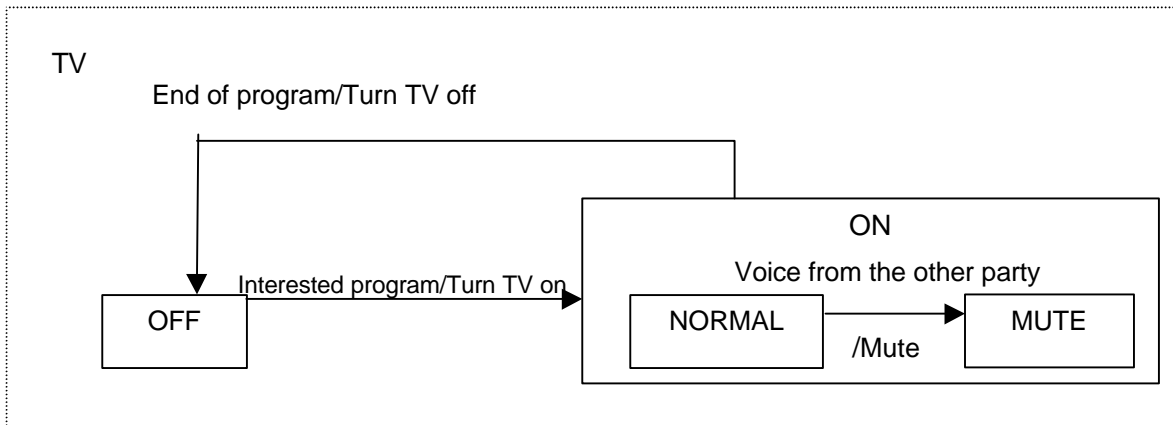 TV
End of program/Turn TV off
ON
Voice from the other party
Interested program/Turn TV on
OFF
NORMAL
MUTE
/Mute